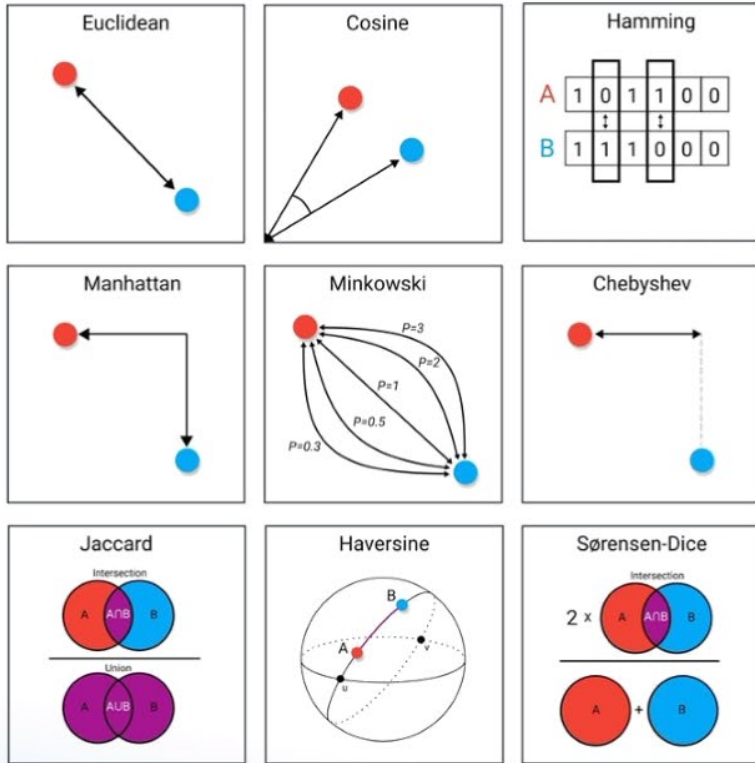 Euclidean
Cosine
Hamming
A 1 0 1 1 0 0
B 1 1 1 0 0 0
Manhattan
Minkowski
P=3
P=2
P=1
P=0.5
P=0.3
Chebyshev
Jaccard
Intersection
A A∩B B
Union
A A∪B B
Haversine
B
A
v
u
Sørensen-Dice
Intersection
2 x A A∩B B
A + B